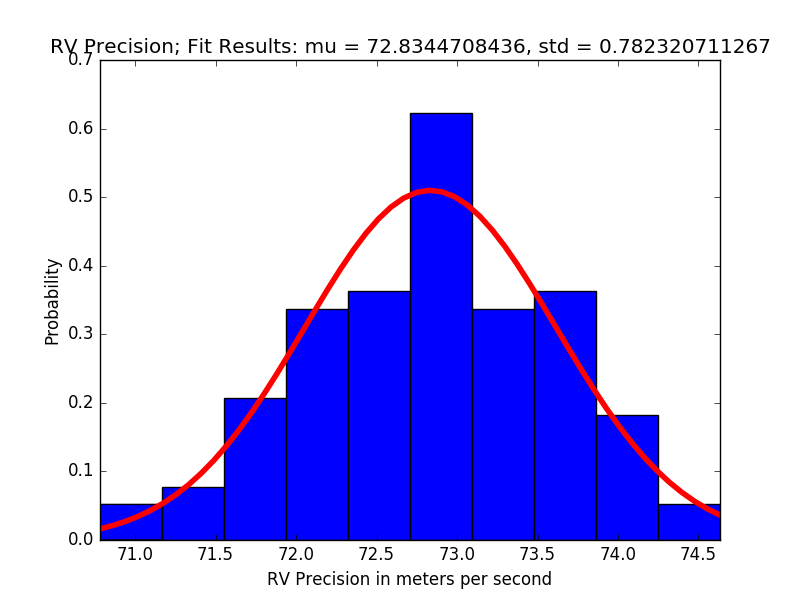 RV Precision; Fit Results: mu = 72.8344708436, std = 0.782320711267
0.7
0.6
0.5
0.4
0.3
0.2
0.1
0.0
Probability
71.0 71.5 72.0 72.5 73.0 73.5 74.0 74.5
RV Precision in meters per second